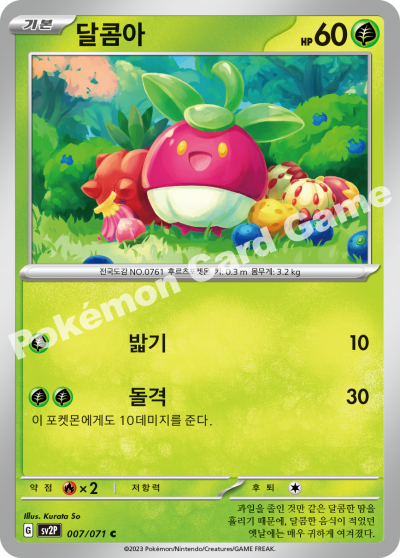 기본 달콤아 HP 60
전국도감 NO.0761 후르츠포켓몬 키: 0.3 m 몸무게: 3.2 kg
Pokémon Card Game
밟기 10
돌격 30
이 포켓몬에게도 10데미지를 준다.
약점 ×2 저항력 후퇴
Illus. Kurata So
G sv2P 007/071 C
과일을 졸인 것만 같은 달콤한 땀을
흘리기 때문에, 달콤한 음식이 적었던
옛날에는 매우 귀하게 여겨졌다.
©2023 Pokémon/Nintendo/Creatures/GAME FREAK.